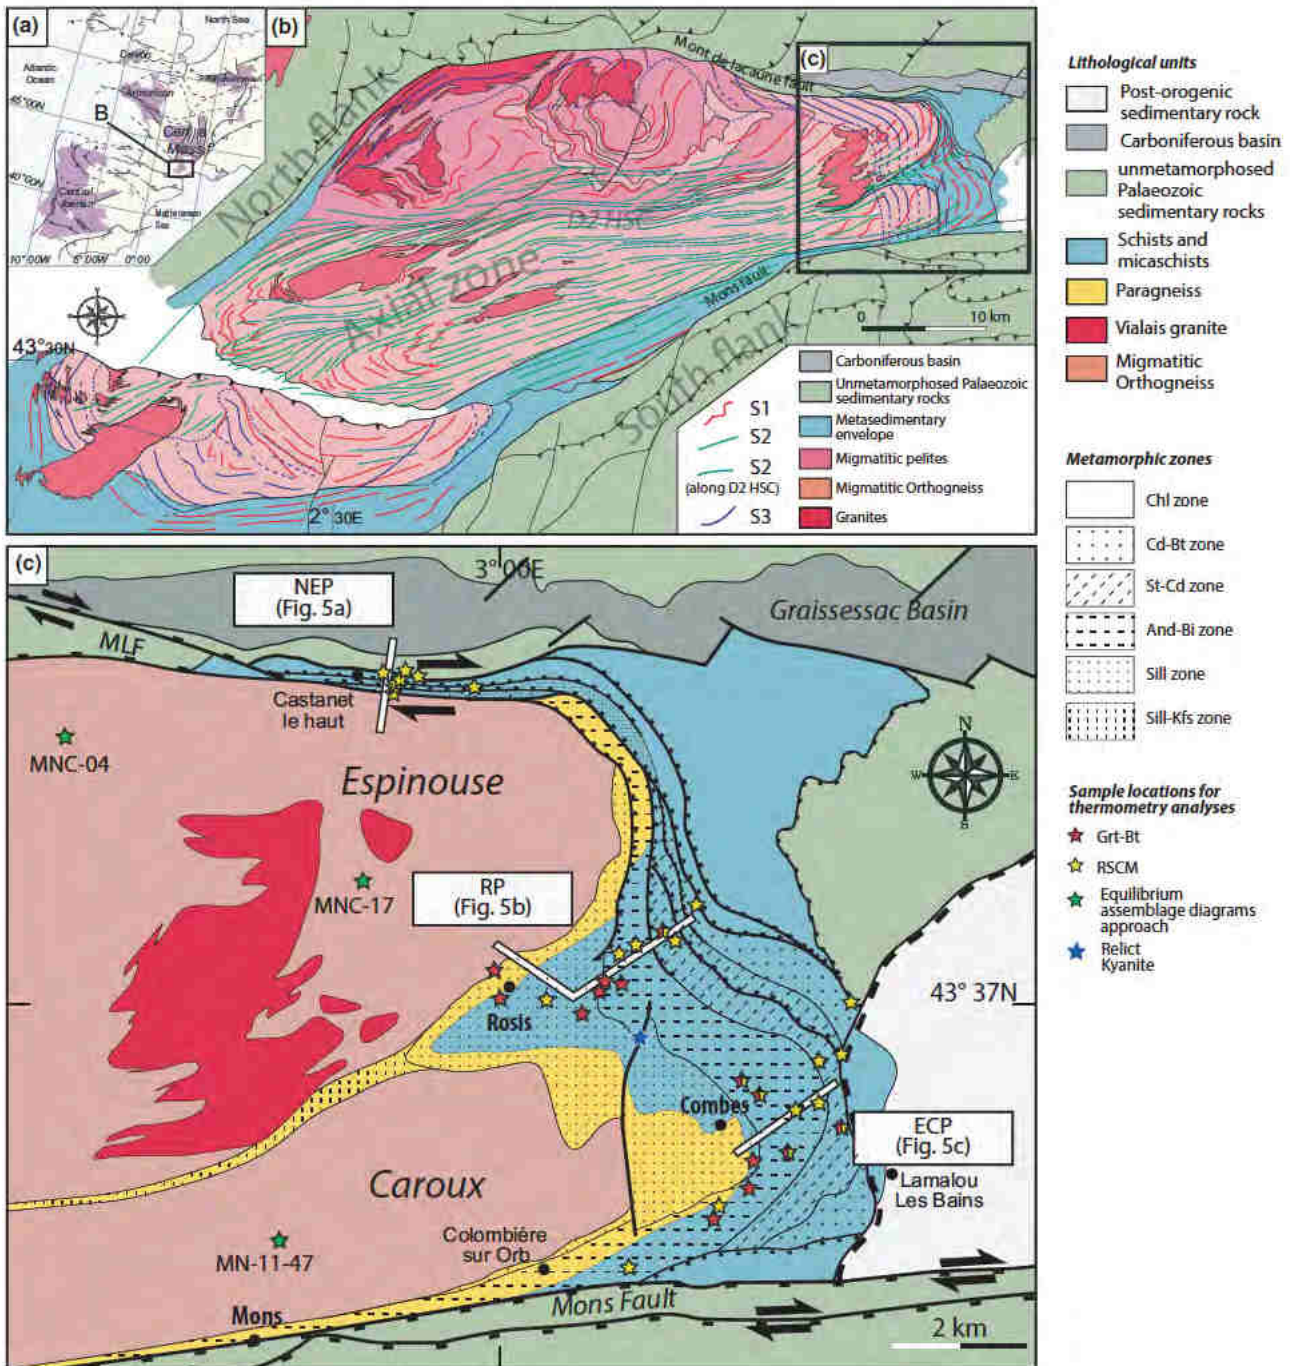 (a)
North Sea
Atlantic
Ocean
45°00N
B
40°00N
10°00W
5°00W
0°00
Sea
(b)
North flank
Mont de lacaune fault
(c)
D2 HSC
Axial zone
Mons fault
South flank
0
10 km
43°30N
2° 30E
S1
S2
S2
(along D2 HSC)
S3
Carboniferous basin
Unmetamorphosed Palaeozoic
sedimentary rocks
Metasedimentary
envelope
Migmatitic pelites
Migmatitic Orthogneiss
Granites
Lithological units
Post-orogenic
sedimentary rock
Carboniferous basin
unmetamorphosed
Palaeozoic
sedimentary rocks
Schists and
micaschists
Paragneiss
Vialais granite
Migmatitic
Orthogneiss
Metamorphic zones
Chl zone
Cd-Bt zone
St-Cd zone
And-Bi zone
Sill zone
Sill-Kfs zone
Sample locations for
thermometry analyses
Grt-Bt
RSCM
Equilibrium
assemblage diagrams
approach
Relict
Kyanite
(c)
NEP
(Fig. 5a)
3° 00E
Graissessac Basin
MLF
Castanet
le haut
MNC-04
Espinouse
N
W
E
S
MNC-17
RP
(Fig. 5b)
43° 37N
Rosis
Combes
ECP
(Fig. 5c)
Caroux
Lamalou
Les Bains
Colombiére
sur Orb
MN-11-47
Mons
Mons Fault
2 km